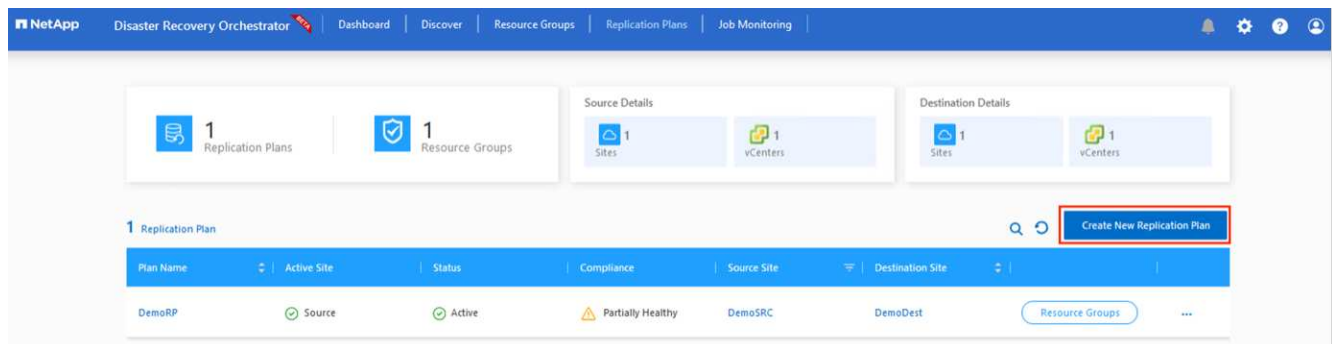 NetApp Disaster Recovery Orchestrator BETA Dashboard Discover Resource Groups Replication Plans Job Monitoring
1
Replication Plans
1
Resource Groups
Source Details
1
Sites
1
vCenters
Destination Details
1
Sites
1
vCenters
1 Replication Plan
Create New Replication Plan
Plan Name Active Site Status Compliance Source Site Destination Site
DemoRP Source Active Partially Healthy DemoSRC DemoDest Resource Groups ...